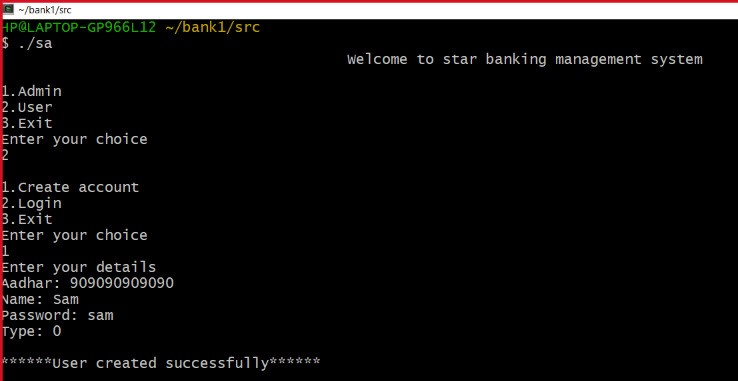 ~/bank1/src
HP@LAPTOP-GP966L12 ~/bank1/src
$ ./sa
Welcome to star banking management system
1.Admin
2.User
3.Exit
Enter your choice
2
1.Create account
2.Login
3.Exit
Enter your choice
1
Enter your details
Aadhar: 909090909090
Name: Sam
Password: sam
Type: 0
******User created successfully******